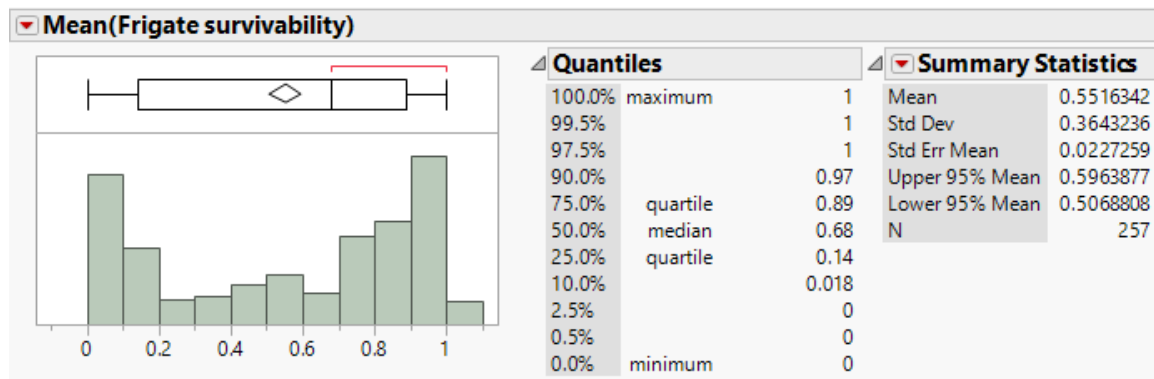 Mean(Frigate survivability)
Quantiles
100.0% maximum 1
99.5% 1
97.5% 1
90.0% 0.97
75.0% quartile 0.89
50.0% median 0.68
25.0% quartile 0.14
10.0% 0.018
2.5% 0
0.5% 0
0.0% minimum 0
Summary Statistics
Mean 0.5516342
Std Dev 0.3643236
Std Err Mean 0.0227259
Upper 95% Mean 0.5963877
Lower 95% Mean 0.5068808
N 257
0 0.2 0.4 0.6 0.8 1